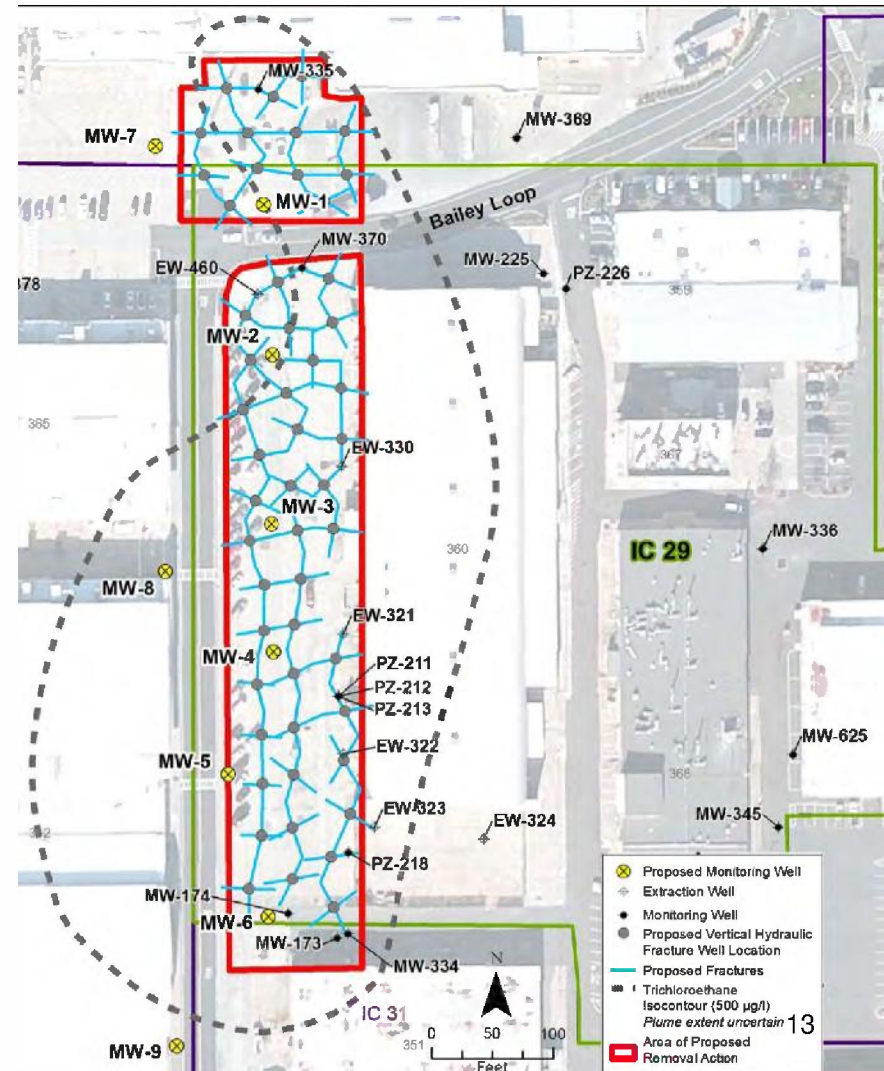 MW-335
MW-369
MW-7
MW-1
Bailey Loop
MW-370
EW-460
MW-225
PZ-226
378
355
MW-2
365
EW-330
367
MW-3
MW-336
IC 29
360
MW-8
EW-321
MW-4
PZ-211
PZ-212
PZ-213
EW-322
MW-625
MW-5
368
EW-323
EW-324
MW-345
PZ-218
MW-174
MW-6
MW-173
MW-334
IC 31
351
MW-9
N
0 50 100
Feet
Proposed Monitoring Well
Extraction Well
Monitoring Well
Proposed Vertical Hydraulic
Fracture Well Location
Proposed Fractures
Trichloroethane
Isocontour (500 µg/l)
Plume extent uncertain 13
Area of Proposed
Removal Action